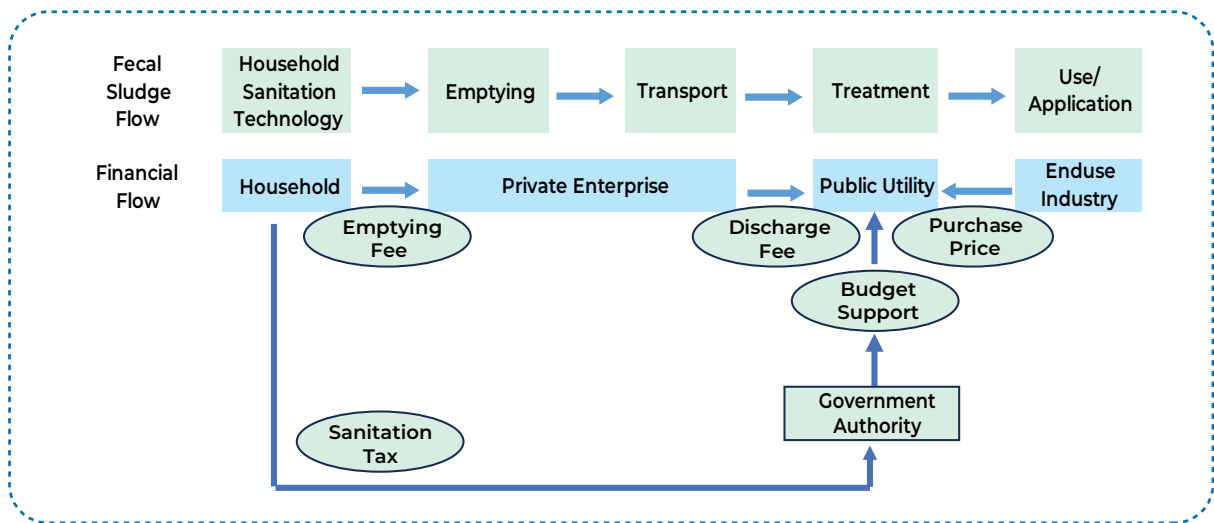 Fecal
Sludge
Flow
Household
Sanitation
Technology
Emptying
Transport
Treatment
Use/
Application
Financial
Flow
Household
Private Enterprise
Public Utility
Enduse
Industry
Emptying
Fee
Discharge
Fee
Purchase
Price
Budget
Support
Government
Authority
Sanitation
Tax